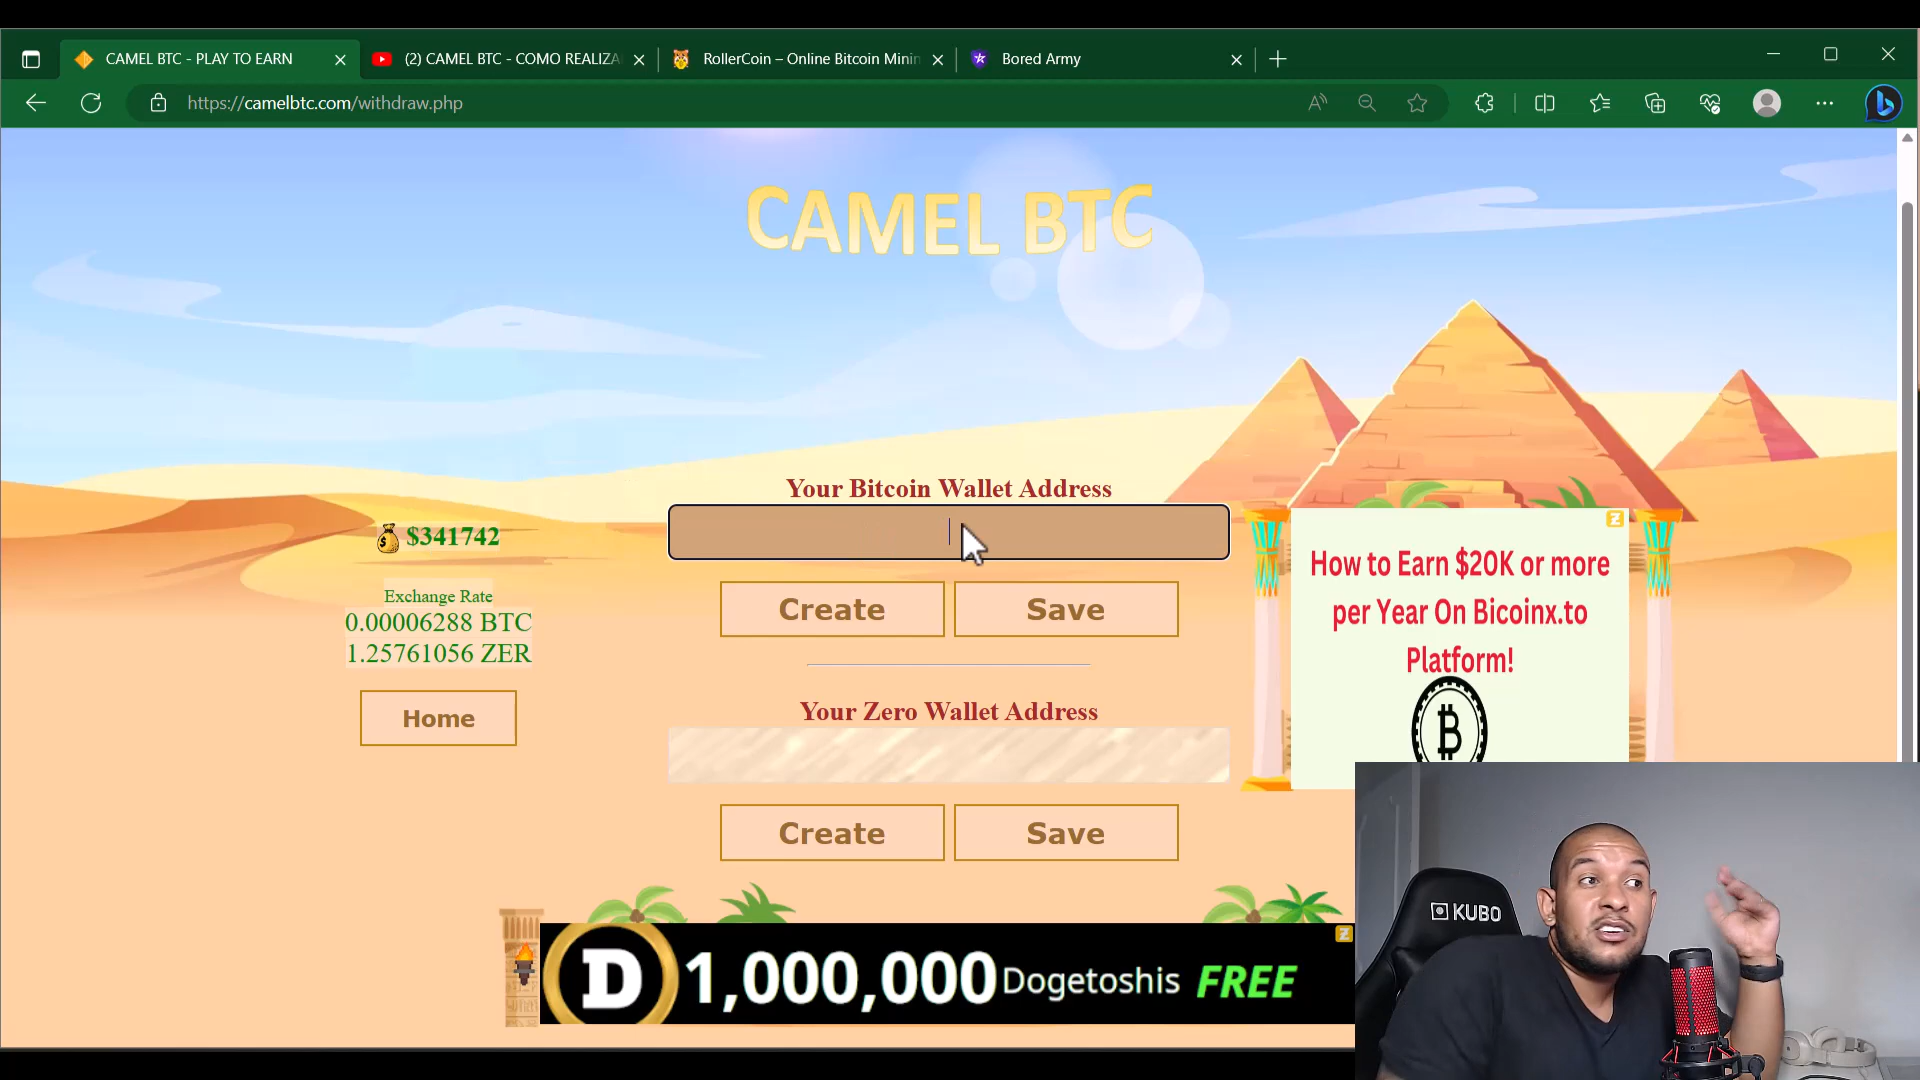 CAMEL BTC - PLAY TO EARN
(2) CAMEL BTC - COMO REALIZA
RollerCoin – Online Bitcoin Minin
Bored Army
https://camelbtc.com/withdraw.php
CAMEL BTC
$341742
Exchange Rate
0.00006288 BTC
1.25761056 ZER
Home
Your Bitcoin Wallet Address
Create
Save
Your Zero Wallet Address
Create
Save
How to Earn $20K or more
per Year On Bicoinx.to
Platform!
1,000,000 Dogetoshis FREE
KUBO